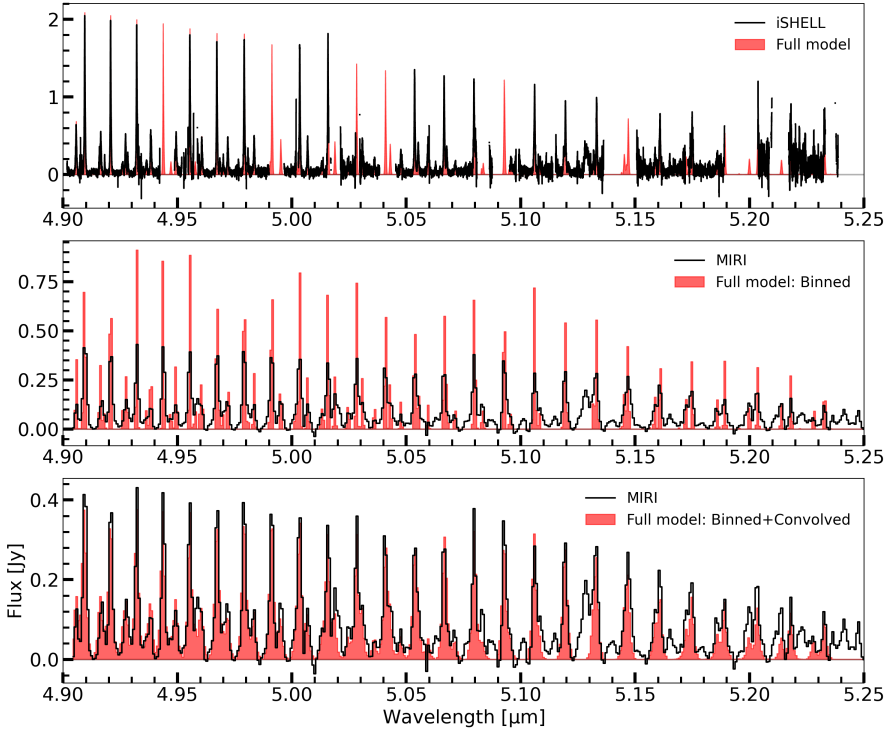 2
1
0
iSHELL
Full model
4.90 4.95 5.00 5.05 5.10 5.15 5.20 5.25
0.75
0.50
0.25
0.00
MIRI
Full model: Binned
4.90 4.95 5.00 5.05 5.10 5.15 5.20 5.25
Flux [Jy]
0.4
0.2
0.0
MIRI
Full model: Binned+Convolved
4.90 4.95 5.00 5.05 5.10 5.15 5.20 5.25
Wavelength [μm]